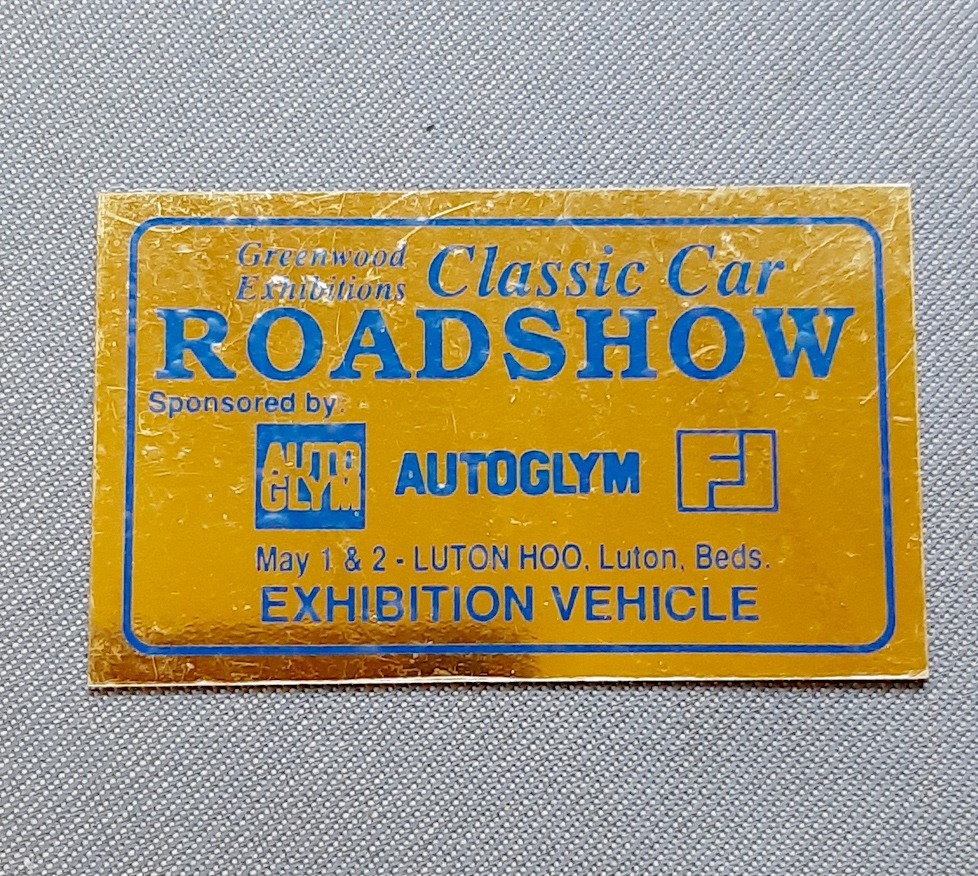 Greenwood
Exhibitions
Classic Car
ROADSHOW
Sponsored by:
AUTO
GLYM
AUTOGLYM
May 1 & 2 - LUTON HOO, Luton, Beds.
EXHIBITION VEHICLE